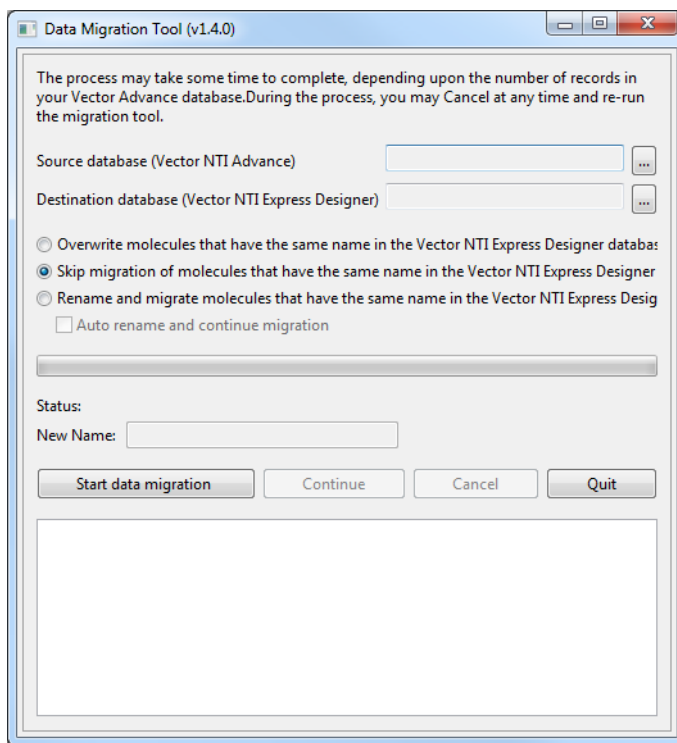 Data Migration Tool (v1.4.0)
The process may take some time to complete, depending upon the number of records in
your Vector Advance database.During the process, you may Cancel at any time and re-run
the migration tool.
Source database (Vector NTI Advance)
...
Destination database (Vector NTI Express Designer)
...
Overwrite molecules that have the same name in the Vector NTI Express Designer databas
Skip migration of molecules that have the same name in the Vector NTI Express Designer
Rename and migrate molecules that have the same name in the Vector NTI Express Desig
Auto rename and continue migration
Status:
New Name:
Start data migration Continue Cancel Quit